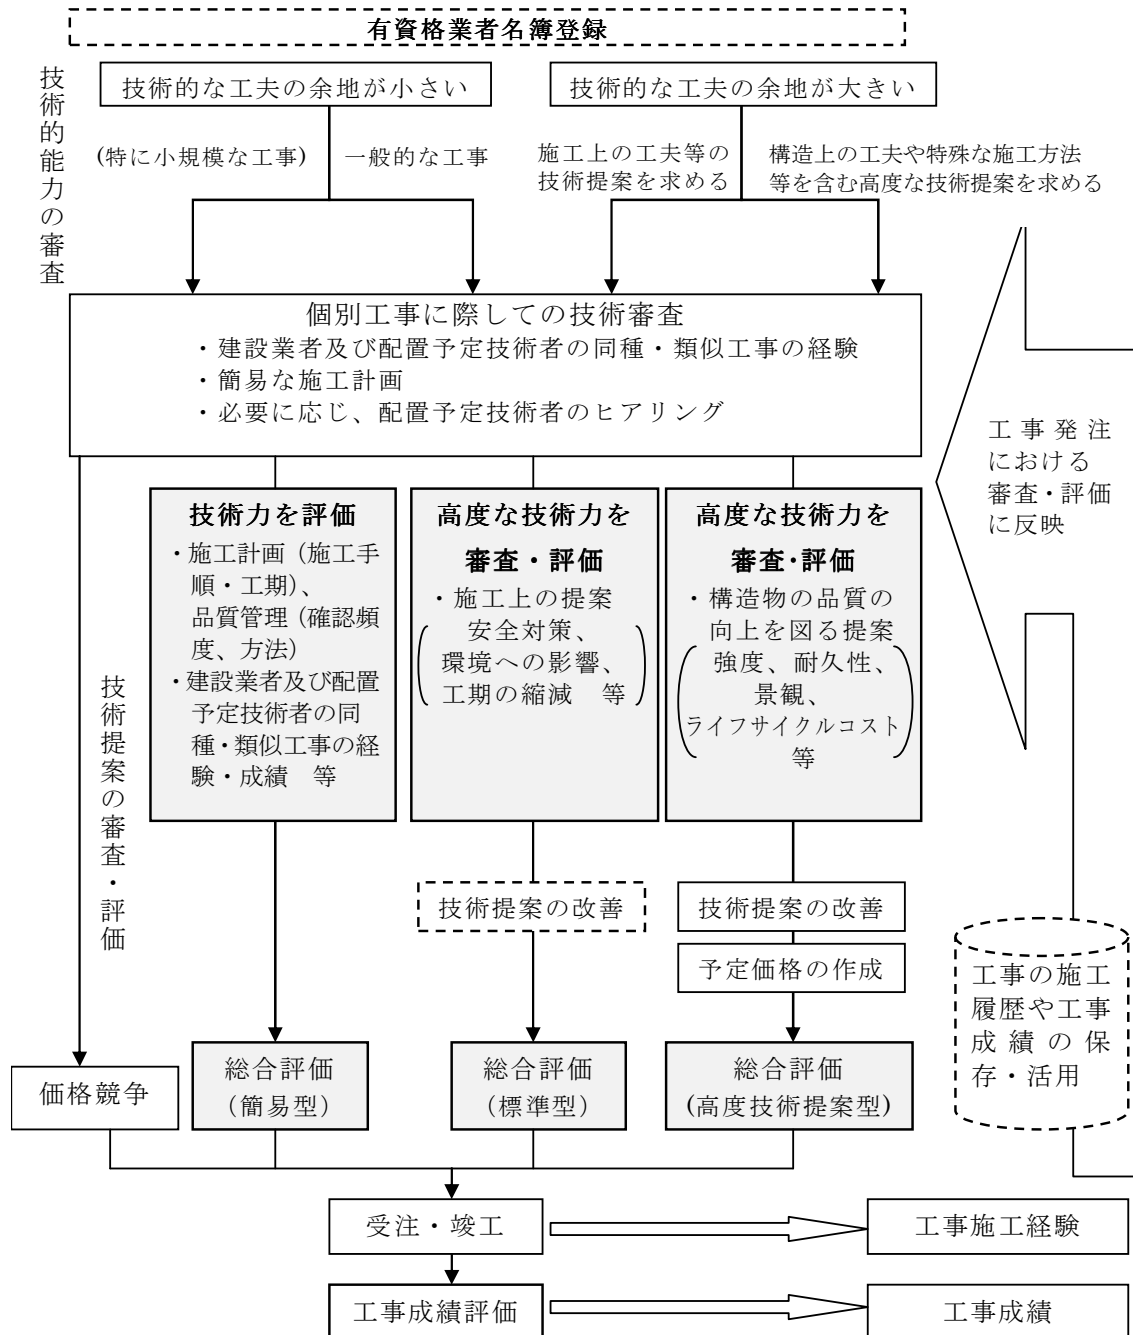 有資格業者名簿登録
技術的能力の審査
技術的な工夫の余地が小さい
技術的な工夫の余地が大きい
(特に小規模な工事)
一般的な工事
施工上の工夫等の
技術提案を求める
構造上の工夫や特殊な施工方法
等を含む高度な技術提案を求める
個別工事に際しての技術審査
・建設業者及び配置予定技術者の同種・類似工事の経験
・簡易な施工計画
・必要に応じ、配置予定技術者のヒアリング
工事発注
における
審査・評価
に反映
技術提案の審査・評価
技術力を評価
・施工計画（施工手
順・工期）、
品質管理（確認頻
度、方法）
・建設業者及び配置
予定技術者の同
種・類似工事の経
験・成績　等
高度な技術力を
審査・評価
・施工上の提案
安全対策、
環境への影響、
工期の縮減　等
高度な技術力を
審査・評価
・構造物の品質の
向上を図る提案
強度、耐久性、
景観、
ライフサイクルコスト
等
技術提案の改善
技術提案の改善
予定価格の作成
工事の施工
履歴や工事
成績の保
存・活用
価格競争
総合評価
（簡易型）
総合評価
（標準型）
総合評価
(高度技術提案型)
受注・竣工
工事施工経験
工事成績評価
工事成績